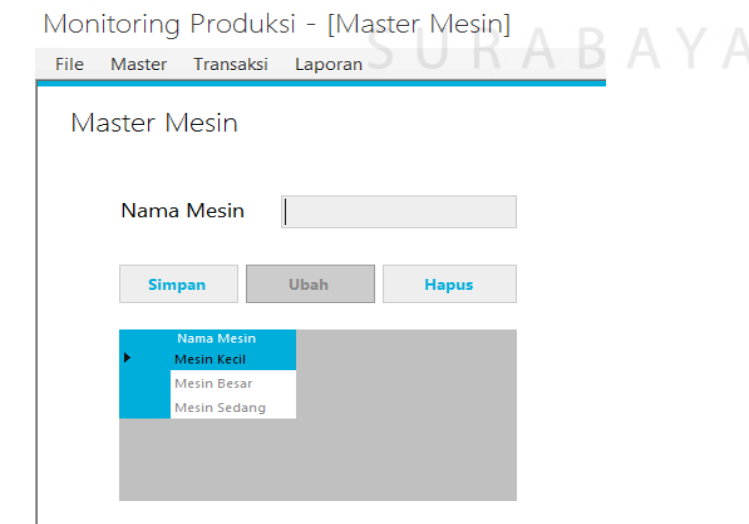 Monitoring Produksi - [Master Mesin]
SURABAYA
File Master Transaksi Laporan
Master Mesin
Nama Mesin
Simpan Ubah Hapus
Nama Mesin
Mesin Kecil
Mesin Besar
Mesin Sedang